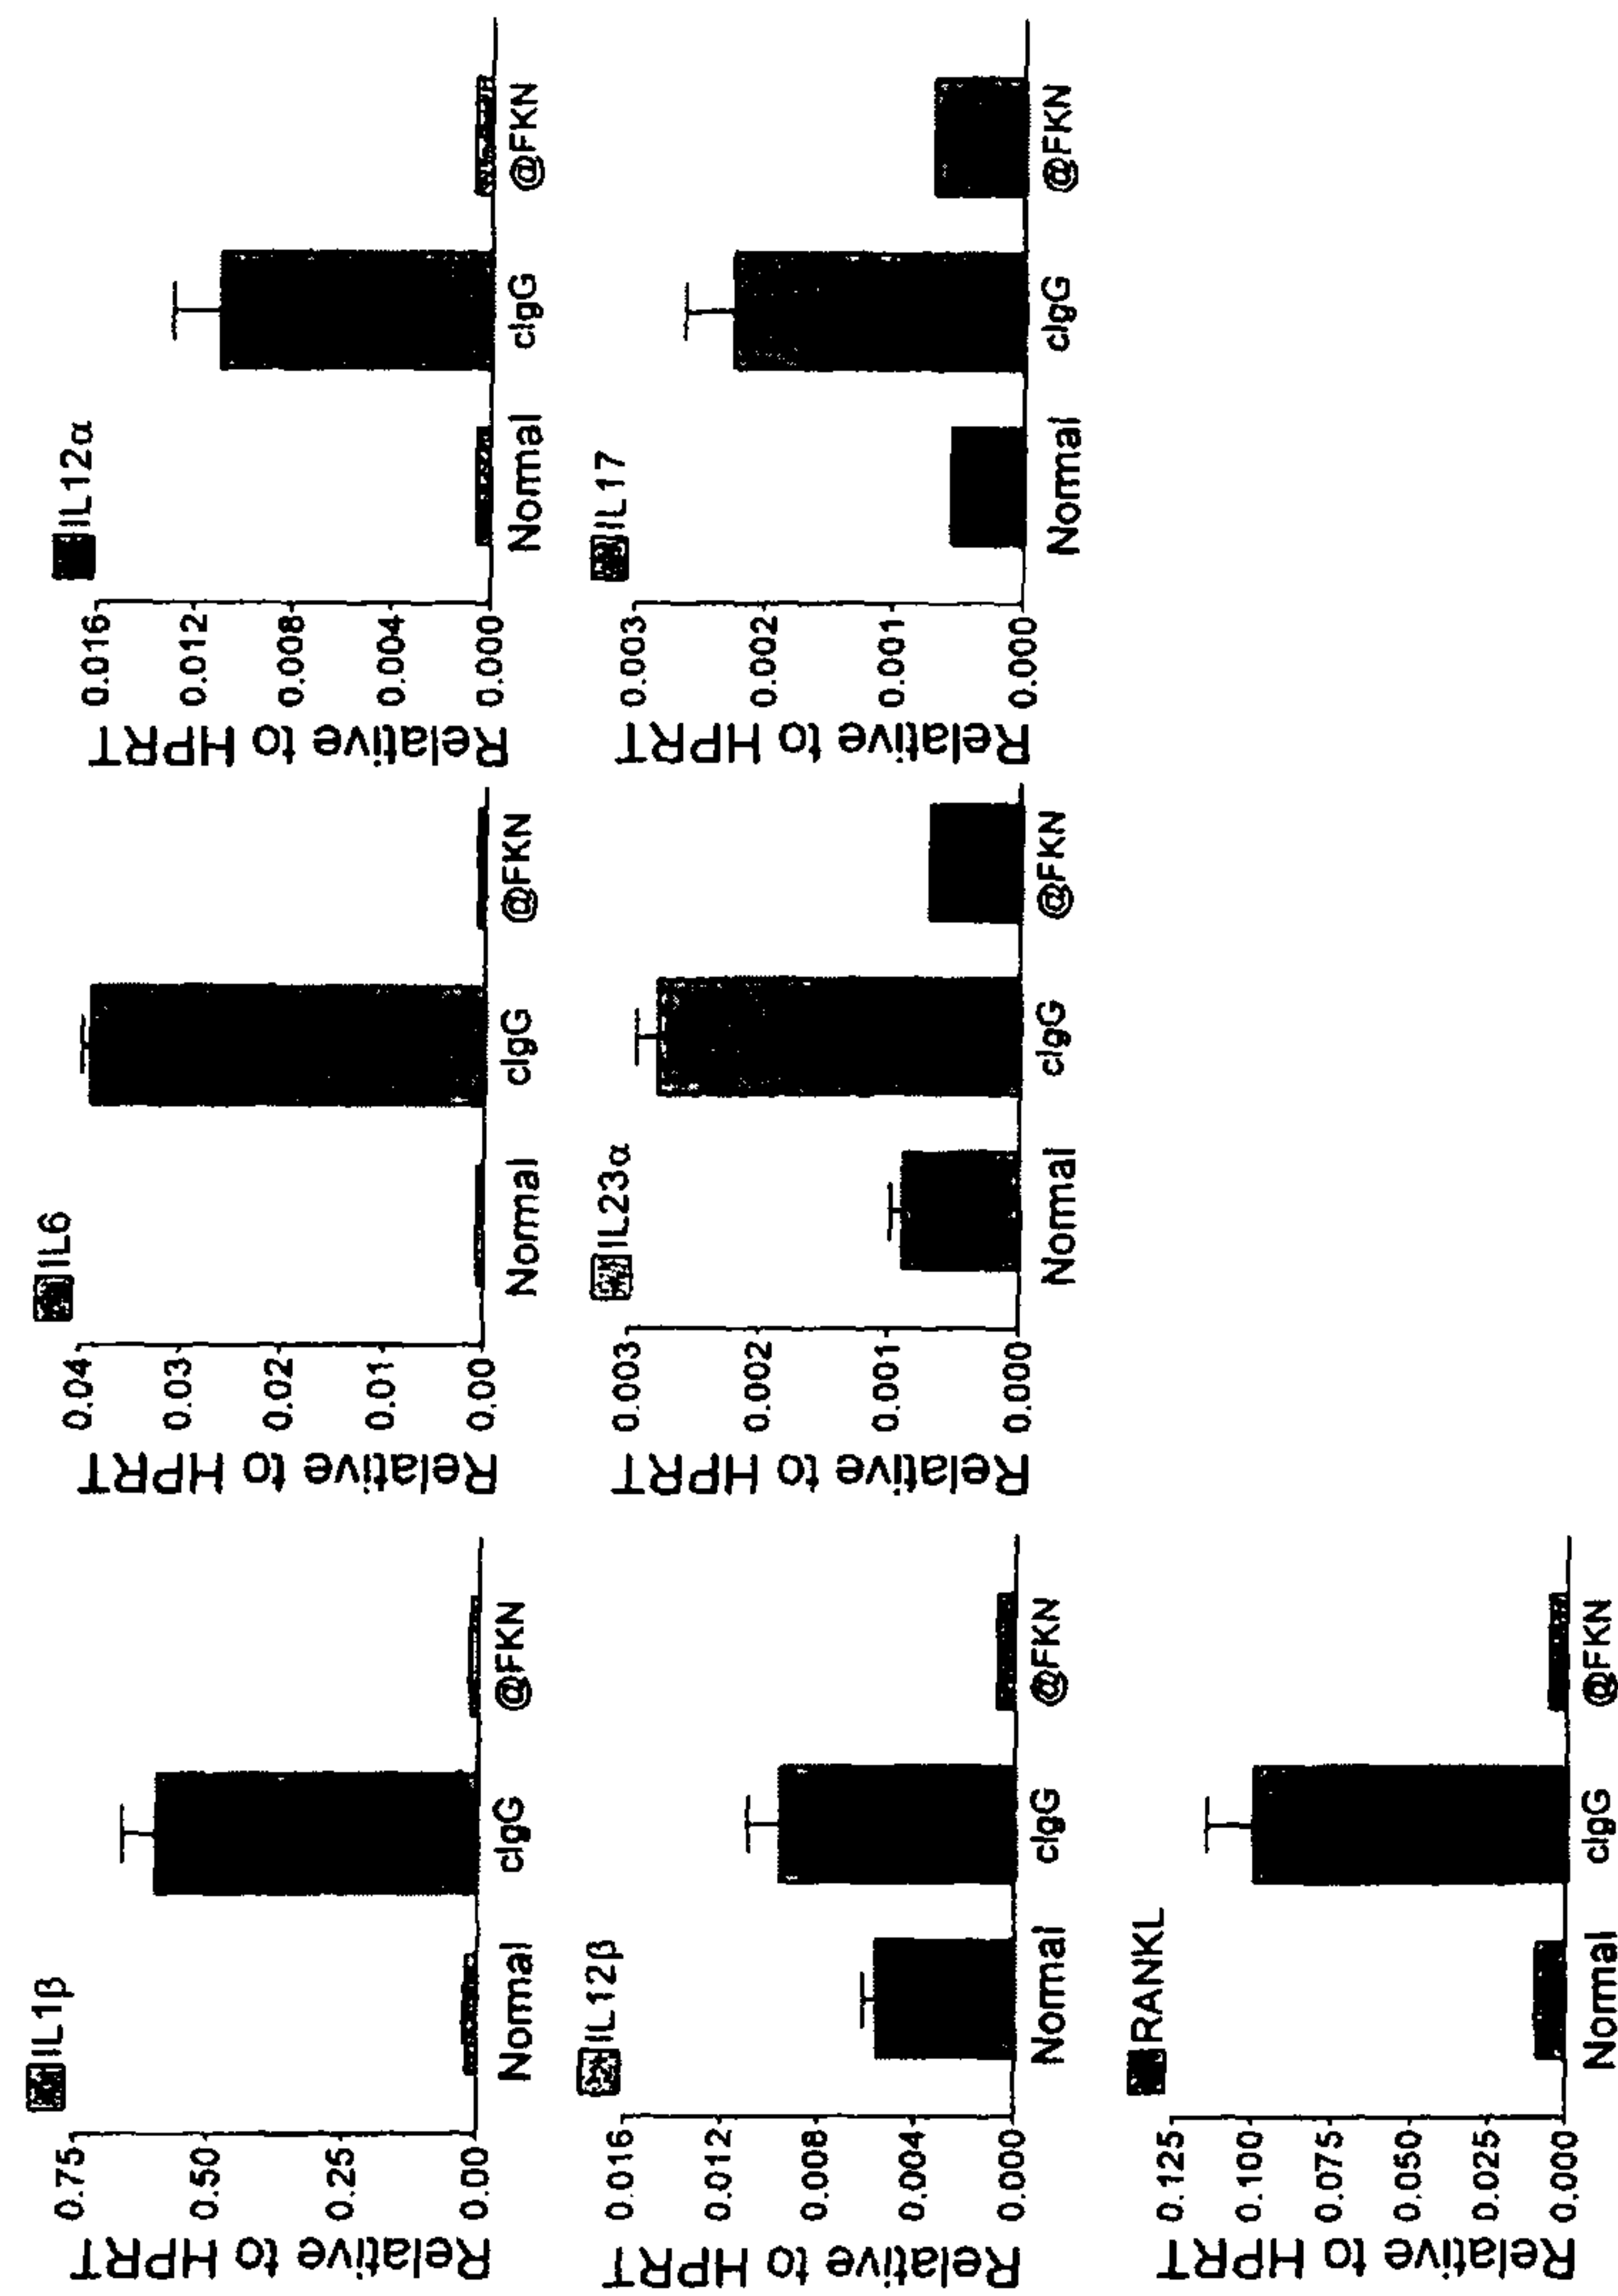 IL1β
Relative to HPRT
0.75
0.50
0.25
0.00
Normal
cIgG
@FKN
IL6
Relative to HPRT
0.04
0.03
0.02
0.01
0.00
Normal
cIgG
@FKN
IL12α
Relative to HPRT
0.016
0.012
0.008
0.004
0.000
Normal
cIgG
@FKN
IL12β
Relative to HPRT
0.016
0.012
0.008
0.004
0.000
Normal
cIgG
@FKN
IL23α
Relative to HPRT
0.003
0.002
0.001
0.000
Normal
cIgG
@FKN
IL17
Relative to HPRT
0.003
0.002
0.001
0.000
Normal
cIgG
@FKN
RANKL
Relative to HPRT
0.125
0.100
0.075
0.050
0.025
0.000
Normal
cIgG
@FKN